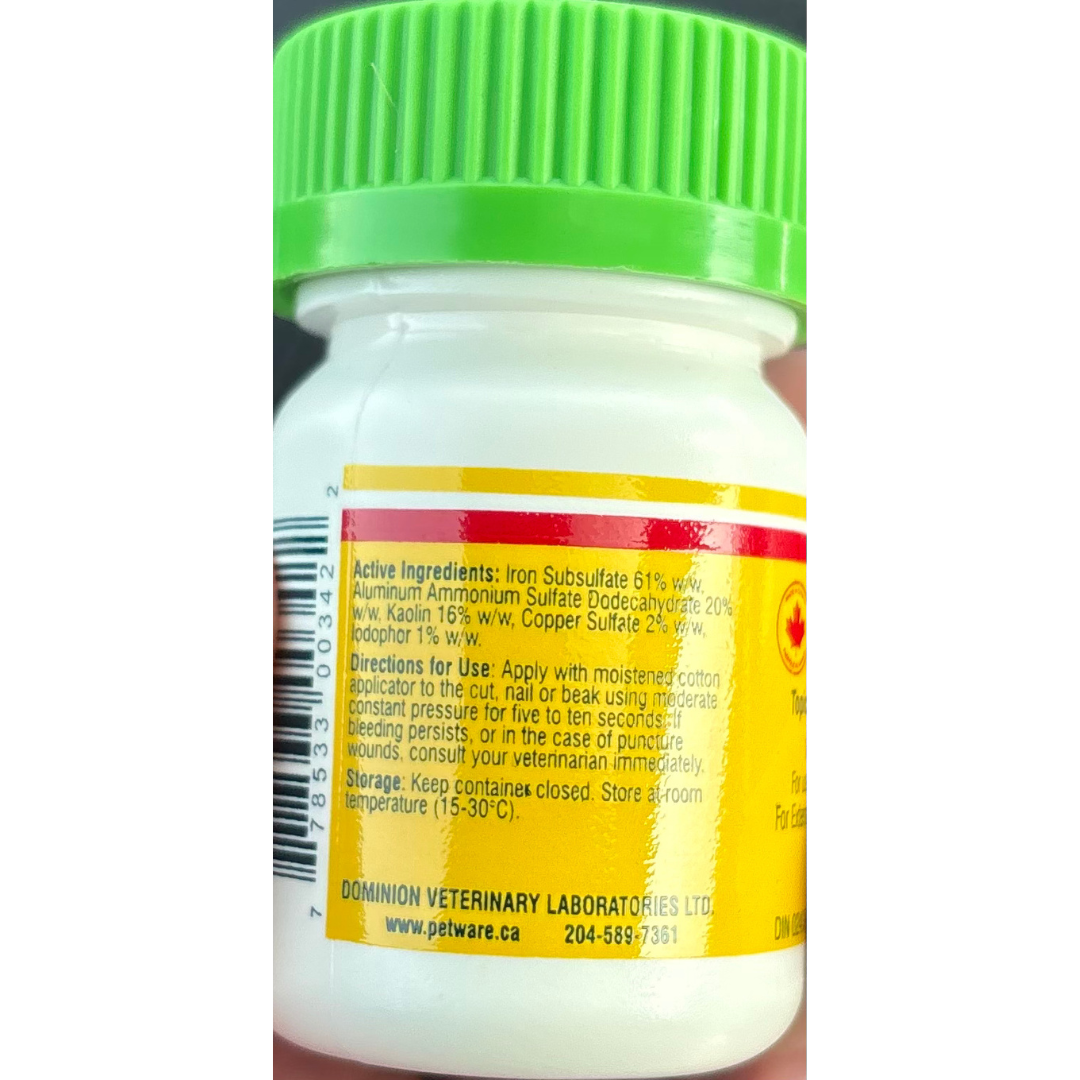 Active Ingredients: Iron Subsulfate 61% w/w,
Aluminum Ammonium Sulfate Dodecahydrate 20%
w/w, Kaolin 16% w/w, Copper Sulfate 2% w/w,
Iodophor 1% w/w.
Directions for Use: Apply with moistened cotton
applicator to the cut, nail or beak using moderate
constant pressure for five to ten seconds. If
bleeding persists, or in the case of puncture
wounds, consult your veterinarian immediately.
Storage: Keep container closed. Store at room
temperature (15-30°C).
DOMINION VETERINARY LABORATORIES LTD.
www.petware.ca 204-589-7361
7 78533 00342 2
For
For
DIN